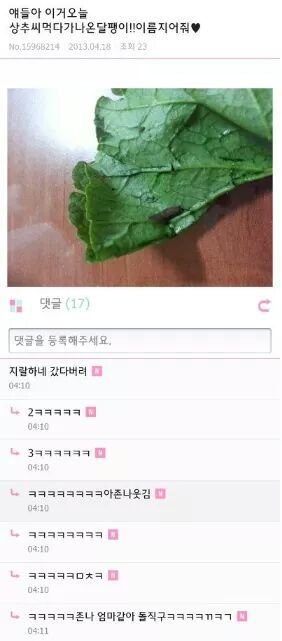 얘들아 이거오늘
상추씨먹다가나온달팽이!!이름지어줘♥
No.15968214 2013.04.18 조회 23
댓글 (17)
댓글을 등록해주세요.
지랄하네 갔다버려 N
04:10
2ㅋㅋㅋㅋㅋ N
04:10
3ㅋㅋㅋㅋㅋㅋ N
04:10
ㅋㅋㅋㅋㅋㅋㅋㅋ아존나웃김 N
04:10
ㅋㅋㅋㅋㅋㅋㅋㅋ N
04:10
ㅋㅋㅋㅋㅋㅁㅊㅋ N
04:10
ㅋㅋㅋㅋㅋ존나 엄마같아 돌직구ㅋㅋㅋㅋㄲㅋㄱ N
04:11